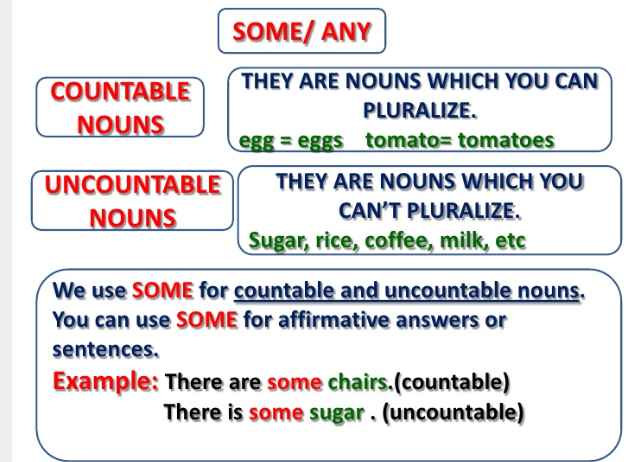 SOME/ ANY
COUNTABLE
NOUNS
THEY ARE NOUNS WHICH YOU CAN
PLURALIZE.
egg = eggs tomato= tomatoes
UNCOUNTABLE
NOUNS
THEY ARE NOUNS WHICH YOU
CAN’T PLURALIZE.
Sugar, rice, coffee, milk, etc
We use SOME for countable and uncountable nouns.
You can use SOME for affirmative answers or
sentences.
Example: There are some chairs.(countable)
There is some sugar . (uncountable)